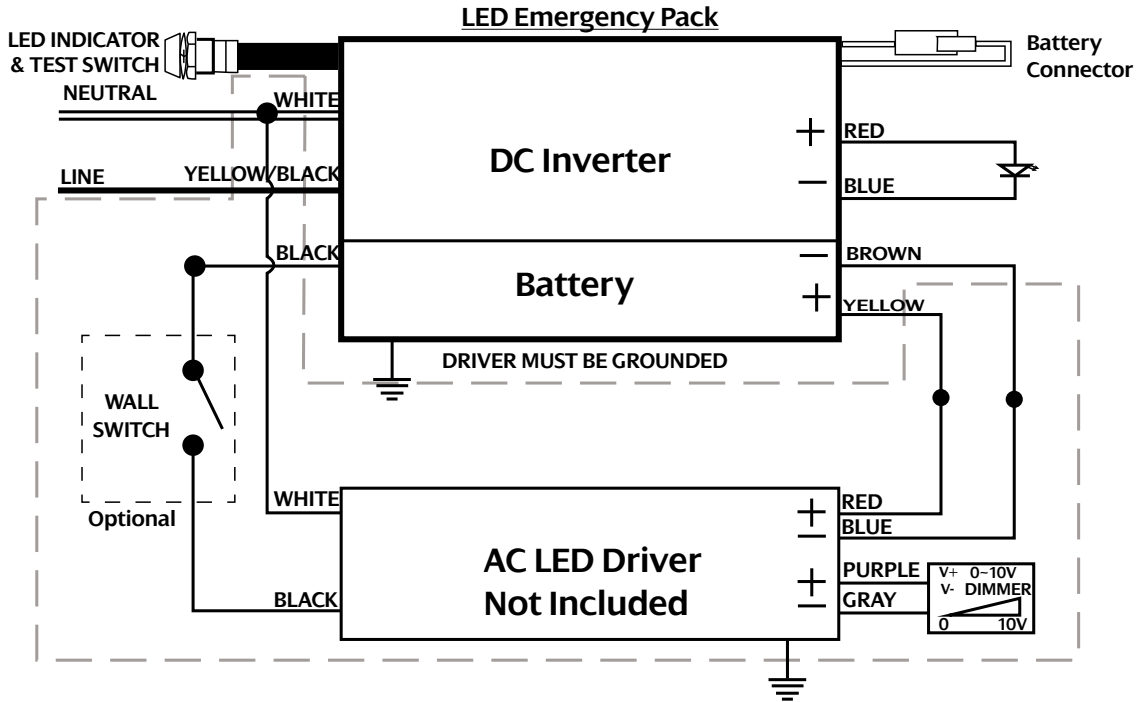 LED Emergency Pack
LED INDICATOR
& TEST SWITCH
Battery
Connector
NEUTRAL
WHITE
LINE
YELLOW/BLACK
DC Inverter
+
RED
−
BLUE
BLACK
Battery
−
BROWN
+
YELLOW
DRIVER MUST BE GROUNDED
WALL
SWITCH
Optional
WHITE
BLACK
AC LED Driver
Not Included
+
RED
−
BLUE
+
PURPLE
−
GRAY
V+ 0~10V
V- DIMMER
0 10V